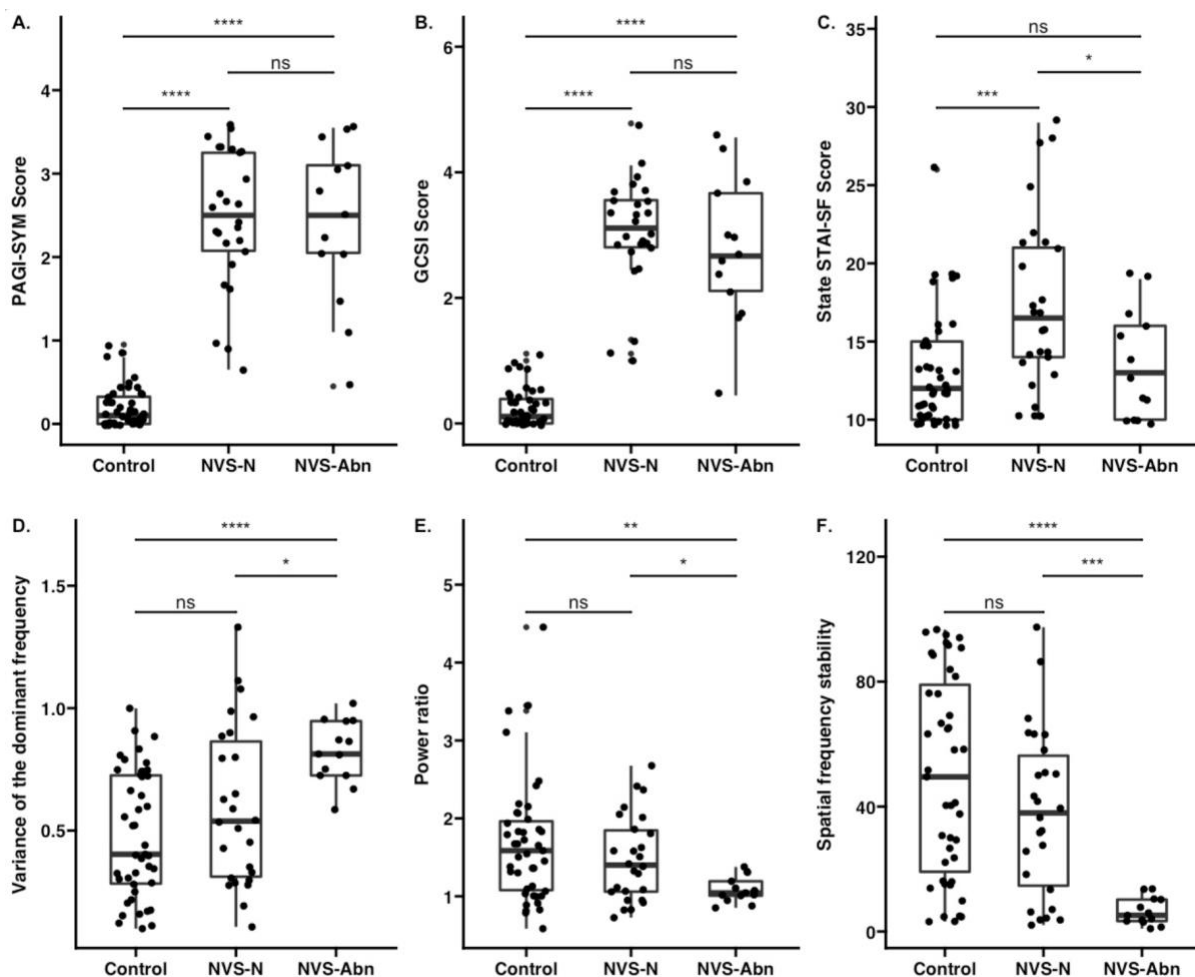 A.
****
ns
****
PAGI-SYM Score
4
3
2
1
0
Control NVS-N NVS-Abn
B.
****
ns
****
GCSI Score
6
4
2
0
Control NVS-N NVS-Abn
C.
ns
*
***
State STAI-SF Score
35
30
25
20
15
10
Control NVS-N NVS-Abn
D.
****
*
ns
Variance of the dominant frequency
1.5
1.0
0.5
Control NVS-N NVS-Abn
E.
**
*
ns
Power ratio
5
4
3
2
1
Control NVS-N NVS-Abn
F.
****
***
ns
Spatial frequency stability
120
80
40
0
Control NVS-N NVS-Abn